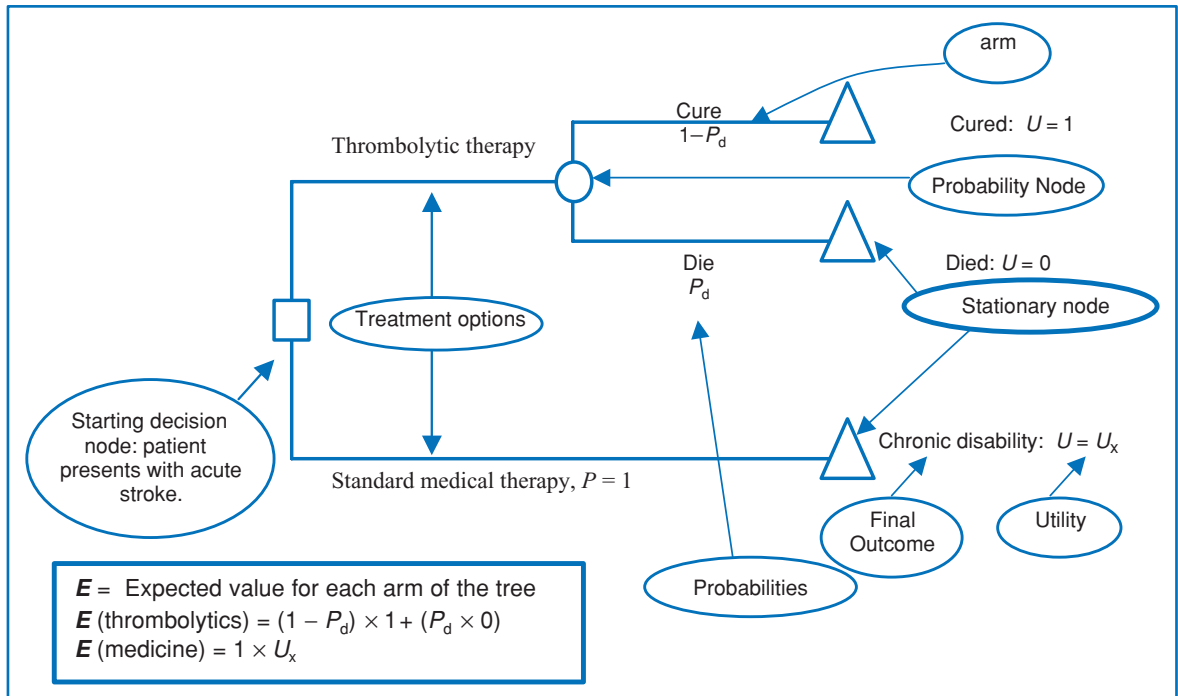 arm
Cure
1–Pd
Cured: U = 1
Thrombolytic therapy
Probability Node
Die
Pd
Died: U = 0
Stationary node
Treatment options
Starting decision
node: patient
presents with acute
stroke.
Chronic disability: U = Ux
Standard medical therapy, P = 1
Final
Outcome
Utility
Probabilities
E = Expected value for each arm of the tree
E (thrombolytics) = (1 − Pd) × 1 + (Pd × 0)
E (medicine) = 1 × Ux